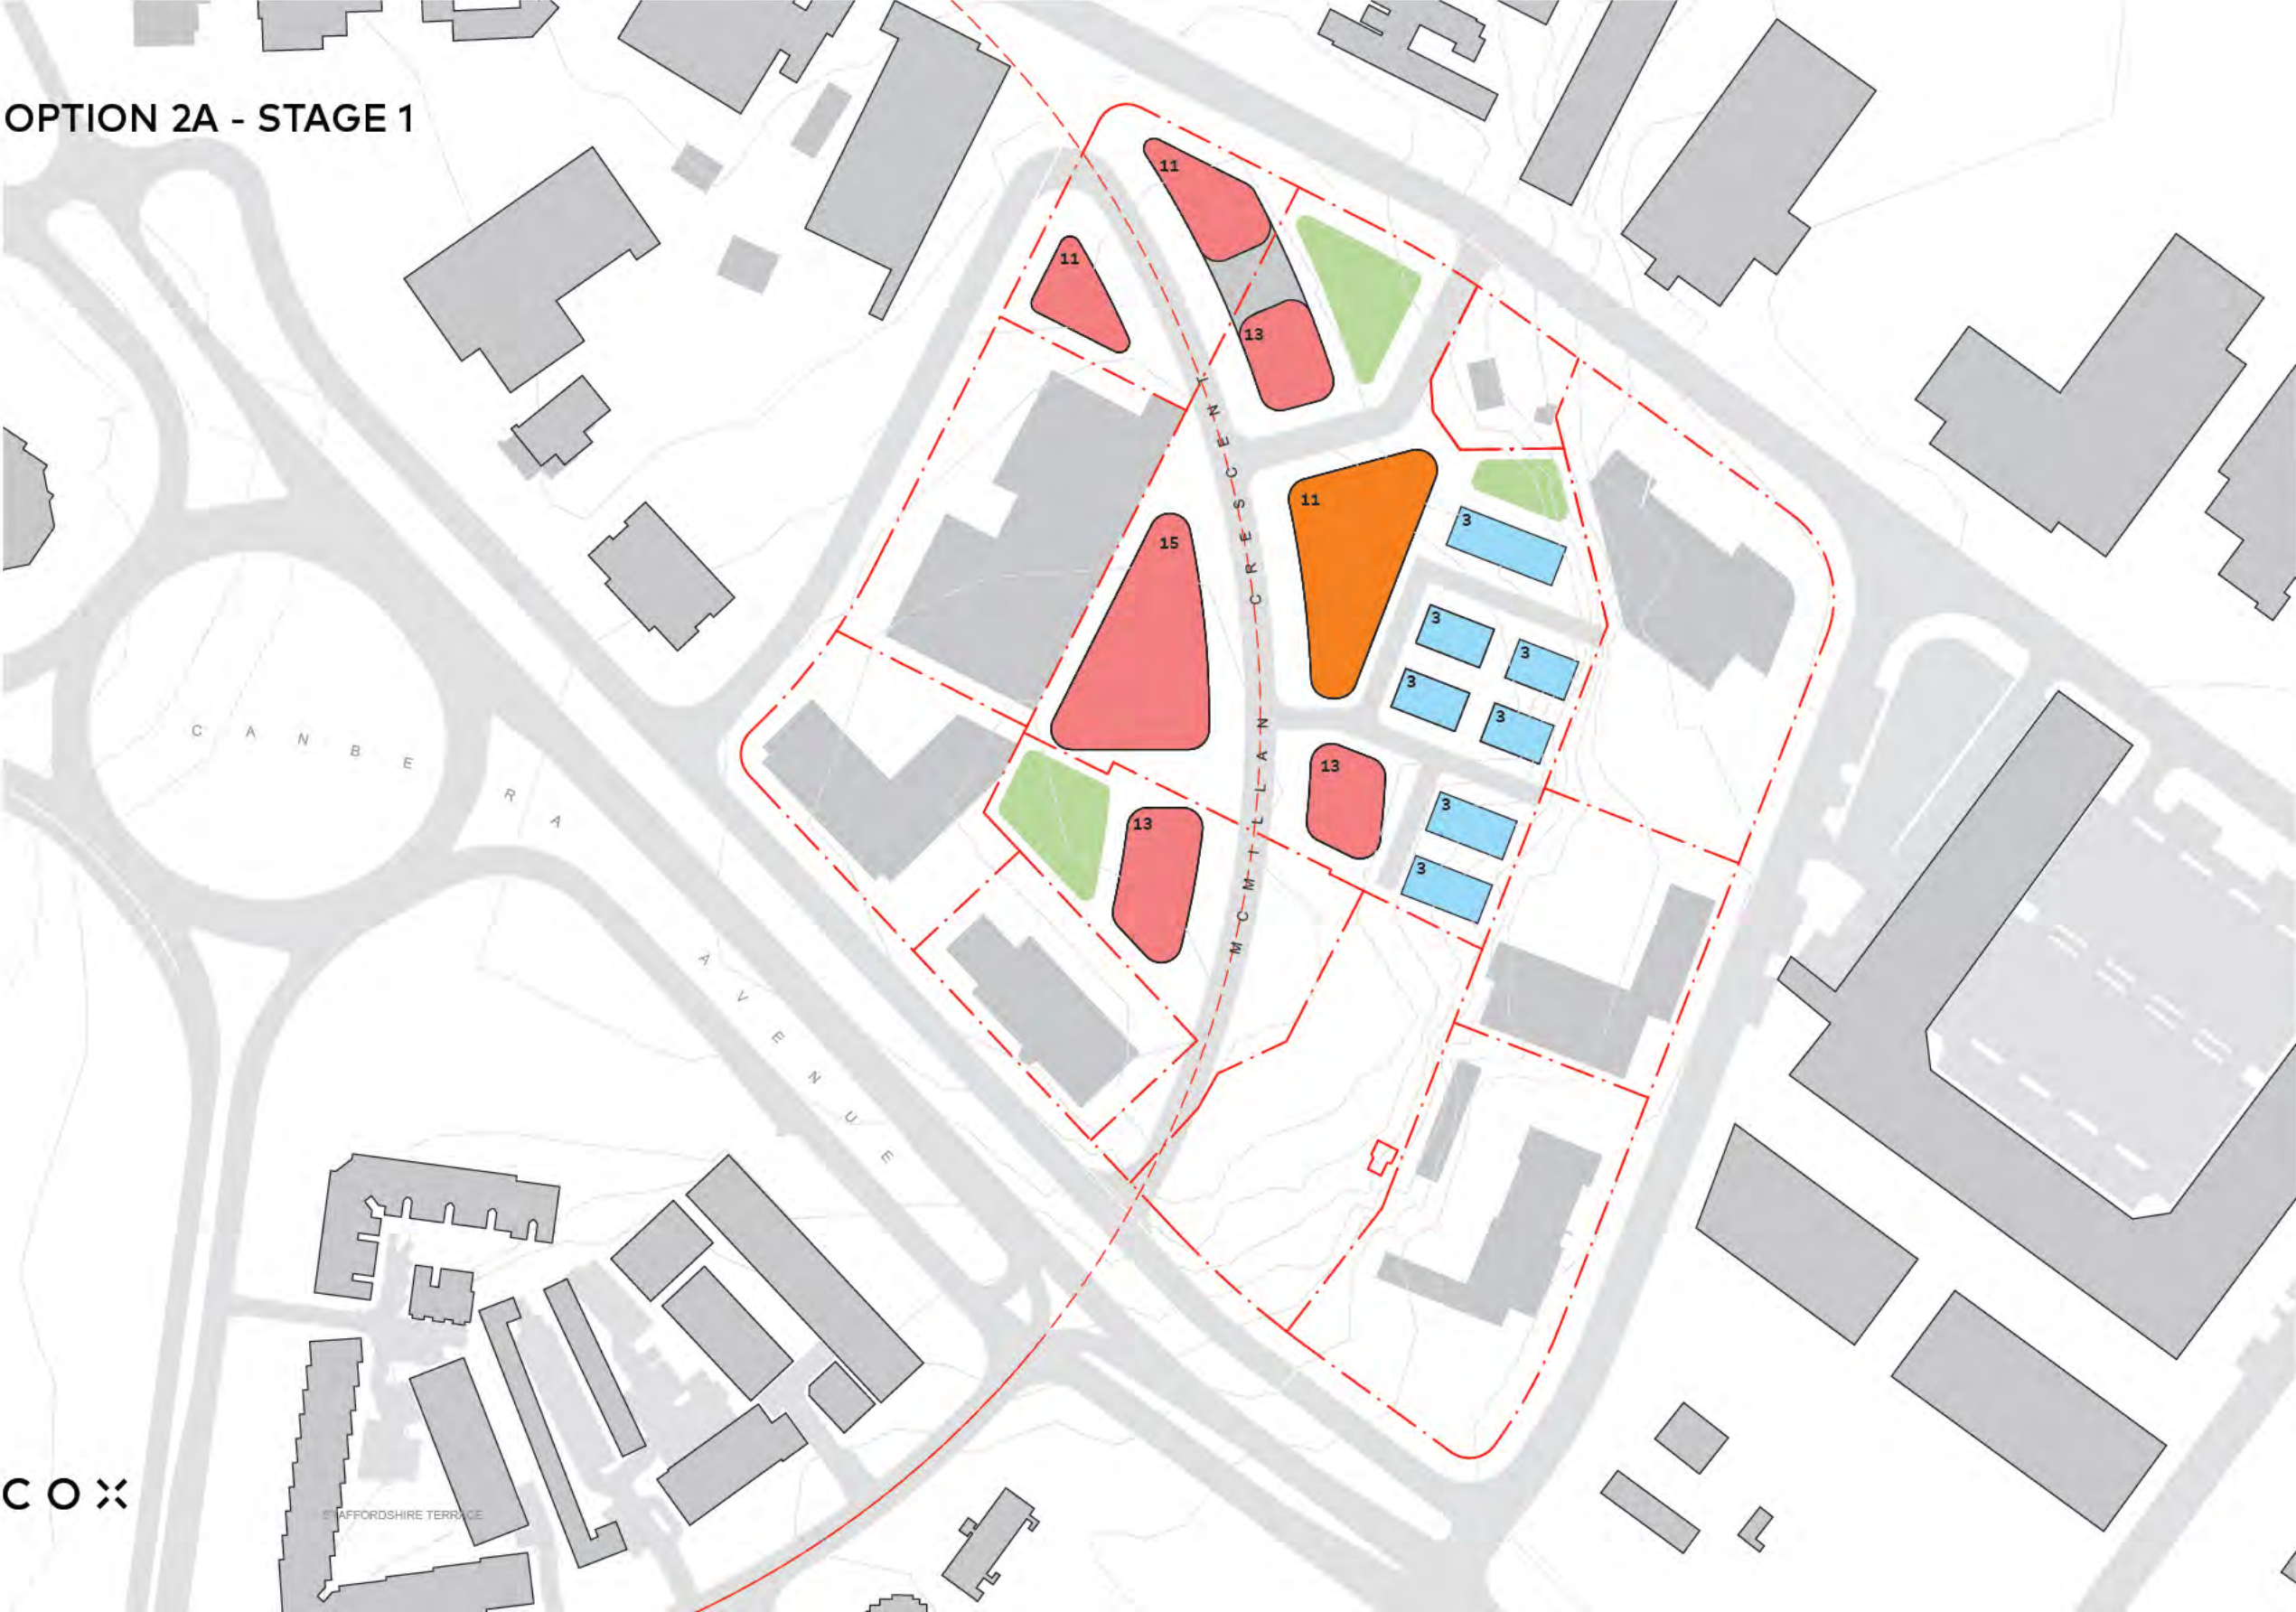 OPTION 2A - STAGE 1
11
11
13
11
15
3
3
3
3
3
13
13
3
3
MCMILLAN CRESCENT
CANBERRA AVENUE
COX
STAFFORDSHIRE TERRACE